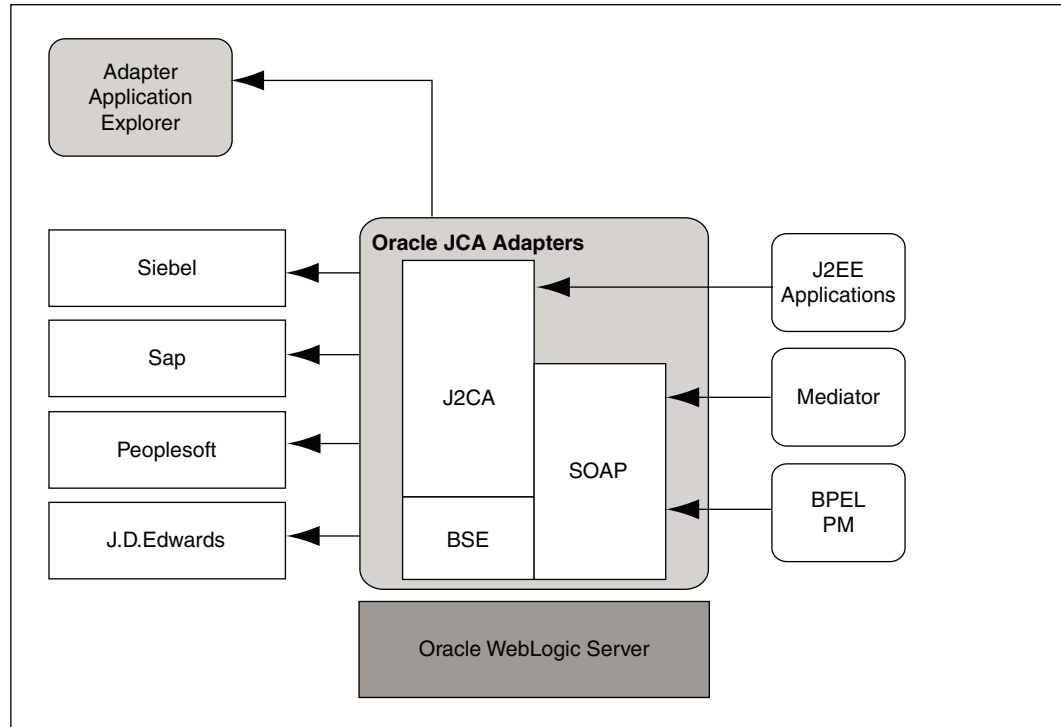 Adapter
Application
Explorer
Oracle JCA Adapters
Siebel
Sap
Peoplesoft
J.D.Edwards
J2CA
BSE
SOAP
J2EE
Applications
Mediator
BPEL
PM
Oracle WebLogic Server